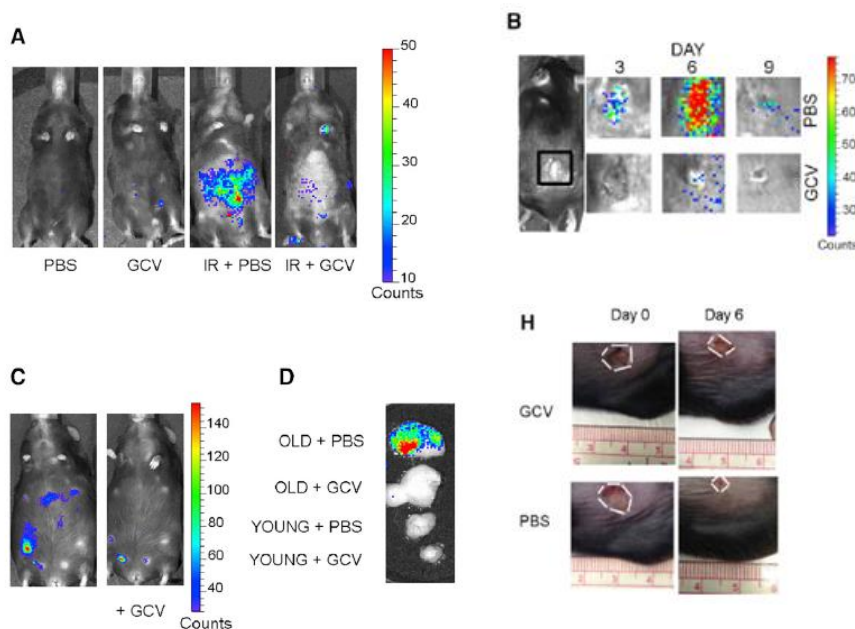 A
50
40
30
20
10
Counts
PBS
GCV
IR + PBS
IR + GCV
B
DAY
3
6
9
PBS
GCV
70
60
50
40
30
Counts
C
140
120
100
80
60
40
Counts
+ GCV
D
OLD + PBS
OLD + GCV
YOUNG + PBS
YOUNG + GCV
H
Day 0
Day 6
GCV
PBS